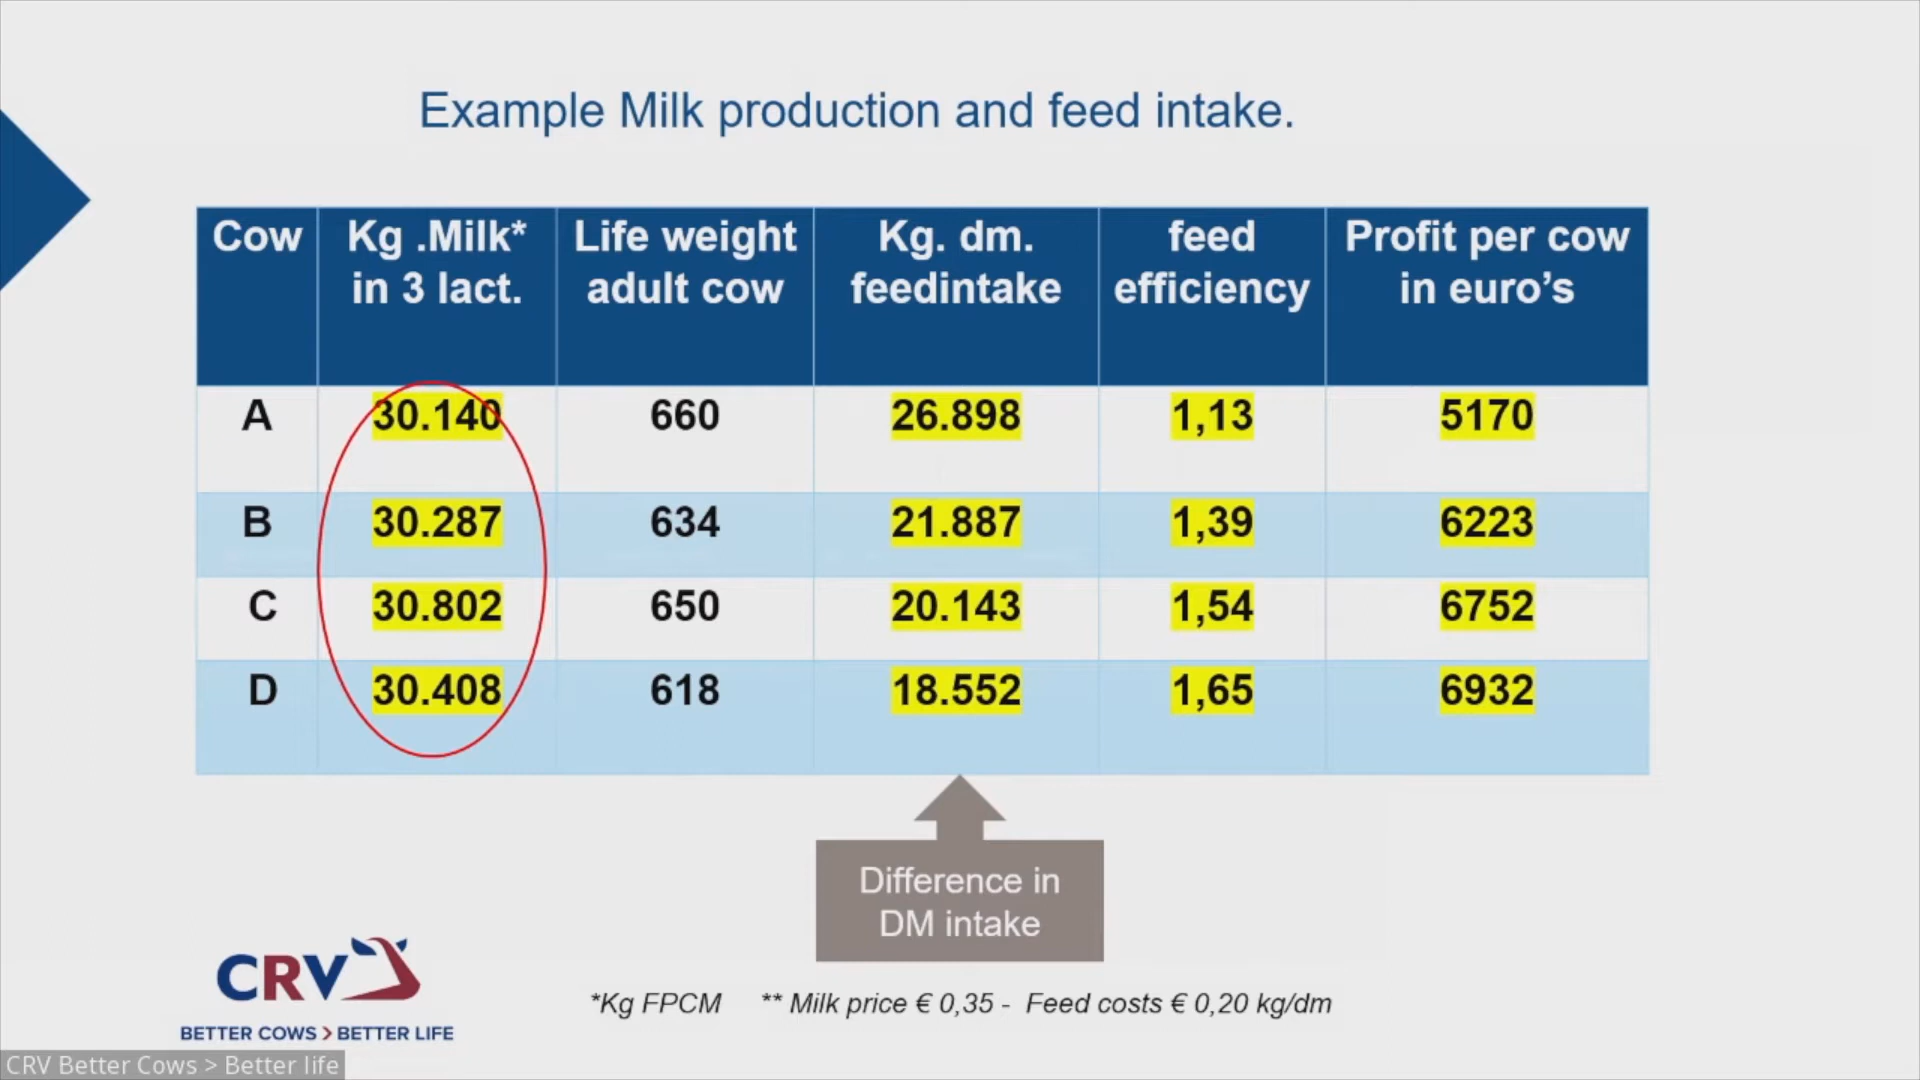 Example Milk production and feed intake.
Cow Kg .Milk* Life weight Kg. dm. feed Profit per cow
in 3 lact. adult cow feedintake efficiency in euro's
A 30.140 660 26.898 1,13 5170
B 30.287 634 21.887 1,39 6223
C 30.802 650 20.143 1,54 6752
D 30.408 618 18.552 1,65 6932
Difference in
DM intake
CRV
BETTER COWS > BETTER LIFE
*Kg FPCM ** Milk price € 0,35 - Feed costs € 0,20 kg/dm
CRV Better Cows > Better life